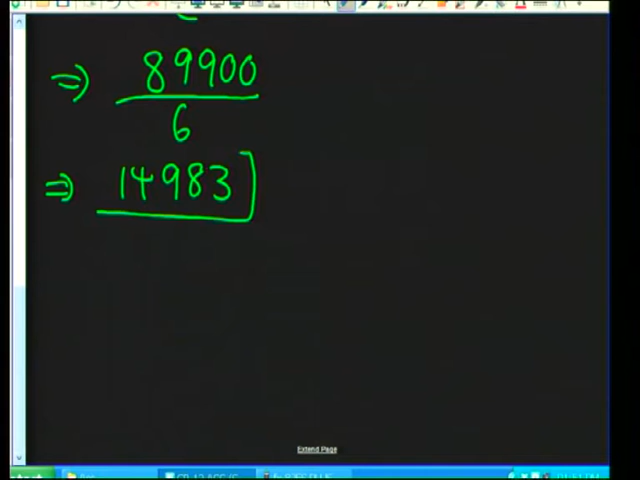 ⇒ 89900
6
⇒ 14983
Extend Page